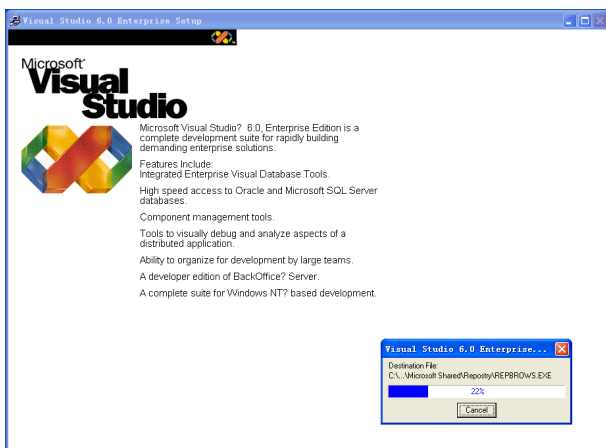 Visual Studio 6.0 Enterprise Setup
Microsoft
Visual
Studio
Microsoft Visual Studio? 6.0, Enterprise Edition is a
complete development suite for rapidly building
demanding enterprise solutions.
Features Include:
Integrated Enterprise Visual Database Tools.
High speed access to Oracle and Microsoft SQL Server
databases.
Component management tools.
Tools to visually debug and analyze aspects of a
distributed application.
Ability to organize for development by large teams.
A developer edition of BackOffice? Server.
A complete suite for Windows NT? based development.
Visual Studio 6.0 Enterprise...
Destination File:
C:\...\Microsoft Shared\Repostry\REPBROWS.EXE
22%
Cancel